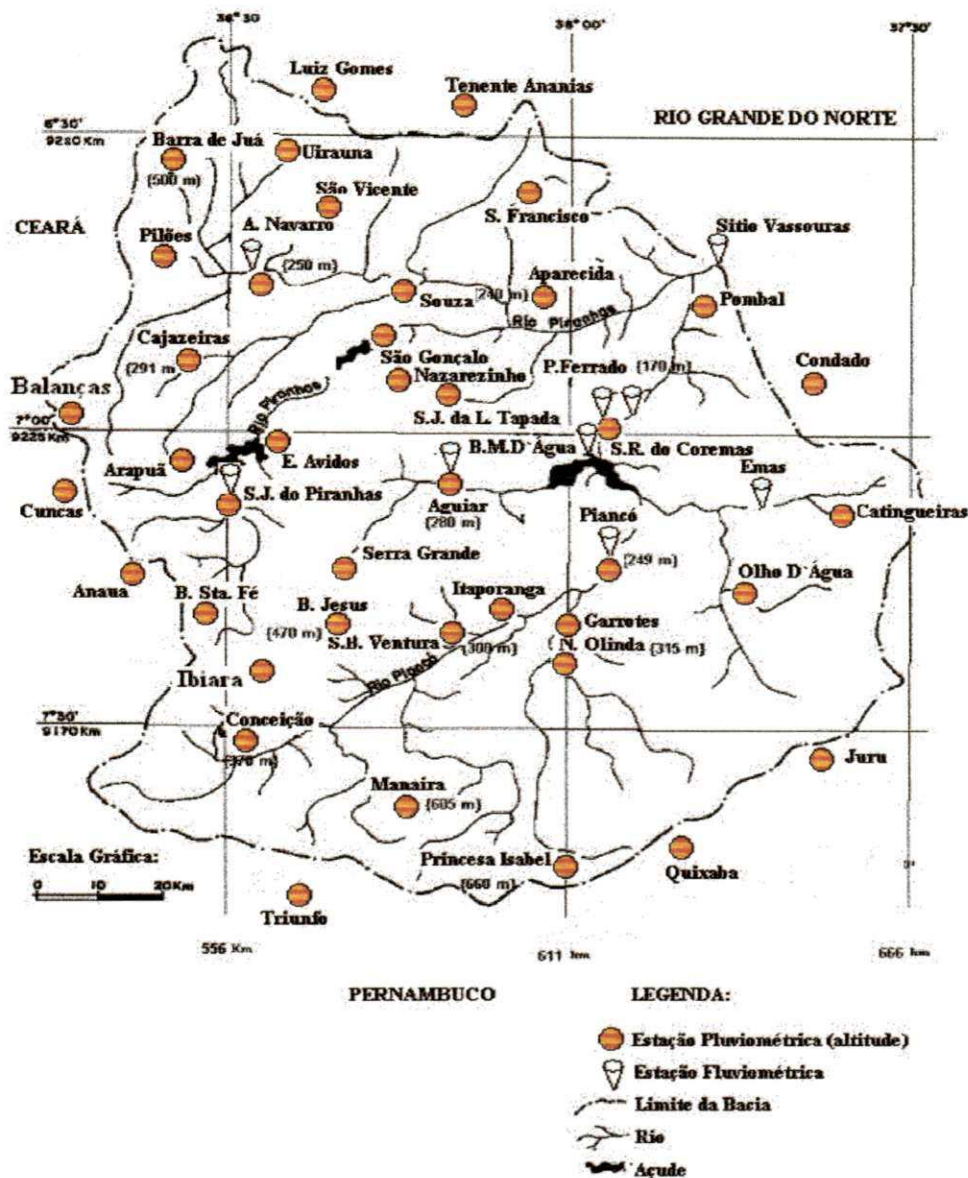 36° 30
38° 00
37° 30'
Luiz Gomes
Tenente Ananias
RIO GRANDE DO NORTE
6° 30'
9280 Km
Barra de Juá
Uirauna
(500 m)
São Vicente
S. Francisco
CEARÁ
A. Navarro
Sitio Vassouras
Pilões
(250 m)
Aparecida
Souza
(240 m)
Pombal
Rio Piranhas
Cajazeiras
(291 m
São Gonçalo
P.Ferrado
(170 m)
Condado
Nazarezinho
Balanças
S.J. da L. Tapada
Rio Piranhos
7° 00'
9225 Km
B.M.D`Água
S.R. do Coremas
E. Avidos
Arapuã
Emas
S.J. do Piranhas
Cuncas
Aguiar
(280 m)
Catingueiras
Piancó
Serra Grande
(249 m)
Anaua
Olho D`Água
Itaporanga
B. Sta. Fé
B. Jesus
(470 m)
Garrotes
S.B. Ventura
(300 m)
N. Olinda
(315 m)
Ibiara
Rio Piancó
7° 30'
9170 Km
Conceição
(370 m)
Juru
Manaira
(605 m)
Escala Gráfica:
0 10 20 Km
Princesa Isabel
(660 m)
Quixaba
Triunfo
556 Km
611 km
666 km
PERNAMBUCO
LEGENDA:
Estação Pluviométrica (altitude)
Estação Fluviométrica
Limite da Bacia
Rio
Açude